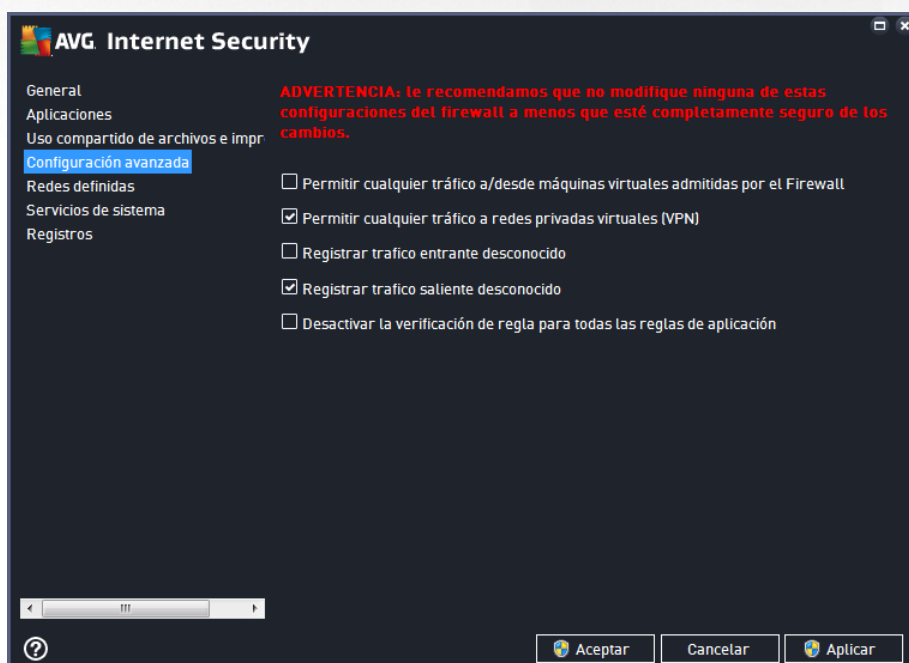 AVG Internet Security
General
Aplicaciones
Uso compartido de archivos e impr
Configuración avanzada
Redes definidas
Servicios de sistema
Registros
ADVERTENCIA: le recomendamos que no modifique ninguna de estas
configuraciones del firewall a menos que esté completamente seguro de los
cambios.
Permitir cualquier tráfico a/desde máquinas virtuales admitidas por el Firewall
Permitir cualquier tráfico a redes privadas virtuales (VPN)
Registrar trafico entrante desconocido
Registrar trafico saliente desconocido
Desactivar la verificación de regla para todas las reglas de aplicación
Aceptar
Cancelar
Aplicar